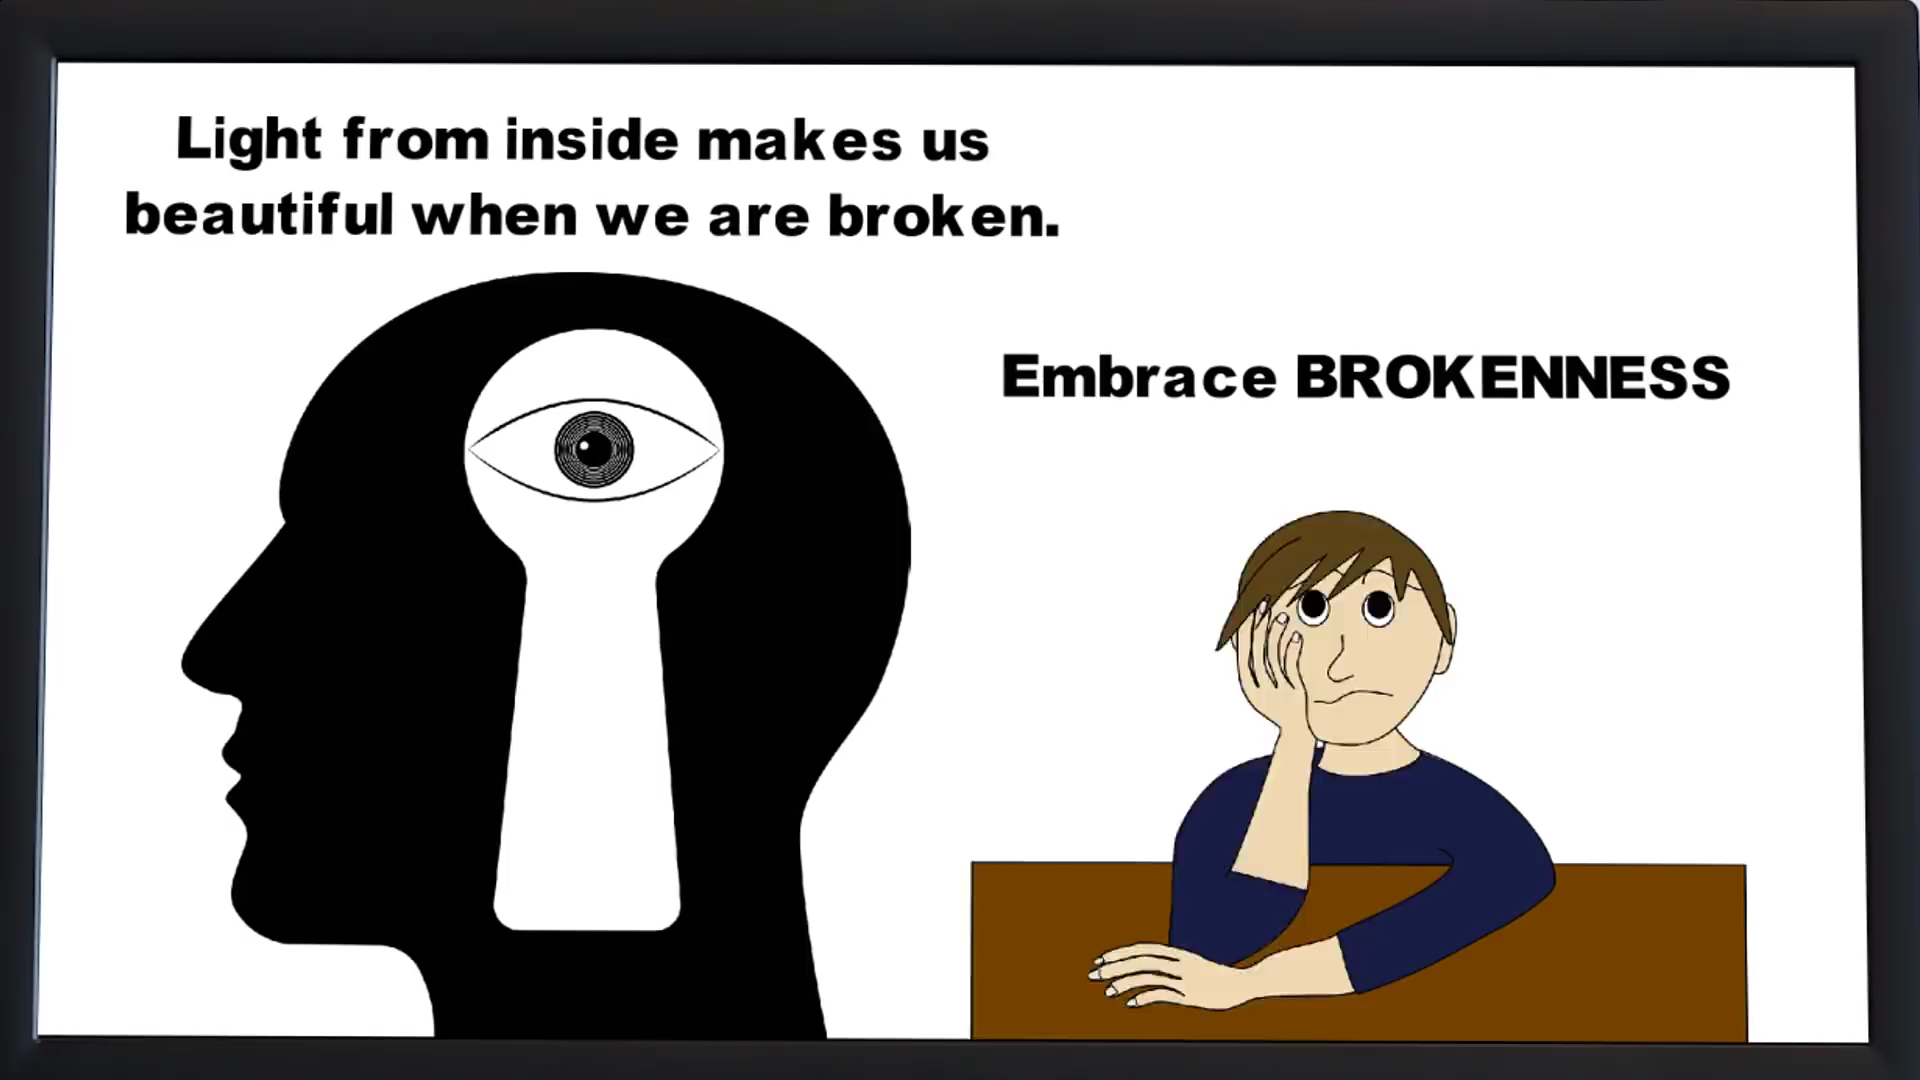 Light from inside makes us
beautiful when we are broken.
Embrace BROKENNESS